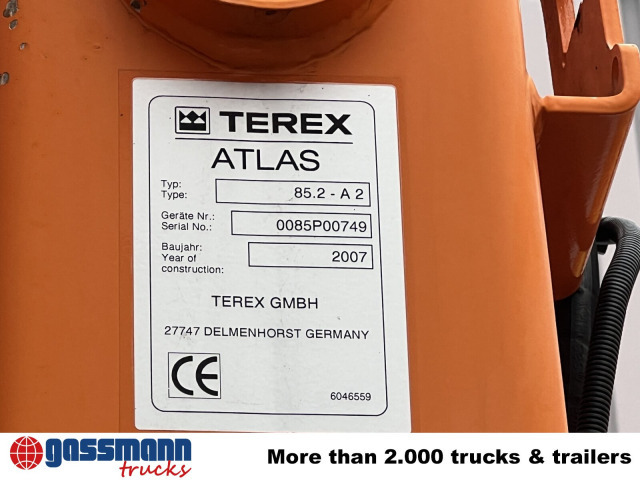 TEREX
ATLAS
Typ:
Type:
85.2 - A 2
Geräte Nr.:
Serial No.:
0085P00749
Baujahr:
Year of
construction:
2007
TEREX GMBH
27747 DELMENHORST GERMANY
CE
6046559
gassmann
trucks
More than 2.000 trucks & trailers